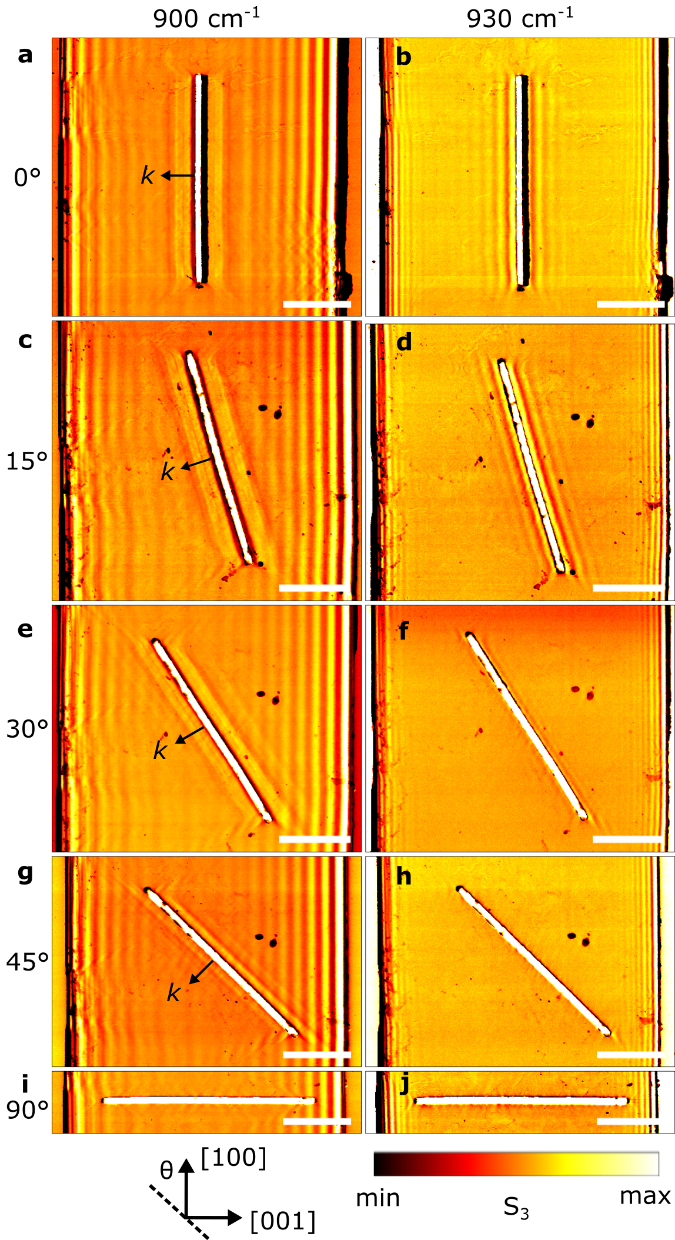 900 cm⁻¹ 930 cm⁻¹
a b
0° k
c d
15° k
e f
30° k
g h
45° k
i j
90°
θ [100]
[001]
min S₃ max